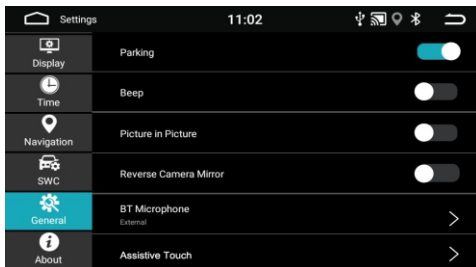 Settings
11:02
Display
Time
Navigation
SWC
General
About
Parking
Beep
Picture in Picture
Reverse Camera Mirror
BT Microphone
External
Assistive Touch